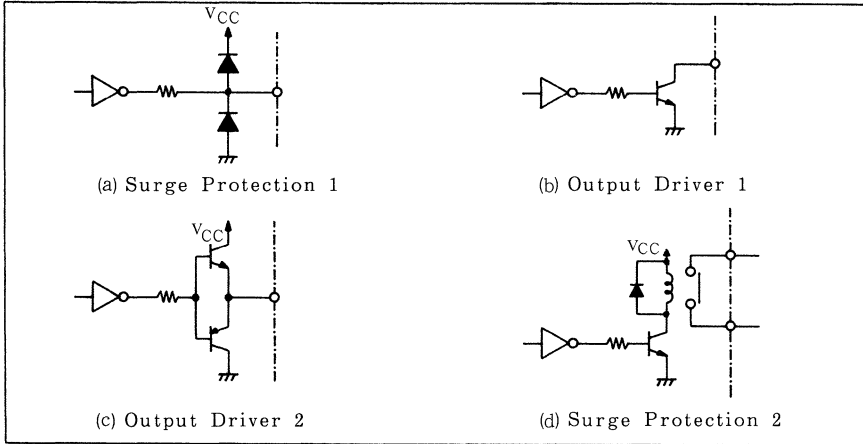 VCC
(a) Surge Protection 1
(b) Output Driver 1
VCC
VCC
(c) Output Driver 2
(d) Surge Protection 2